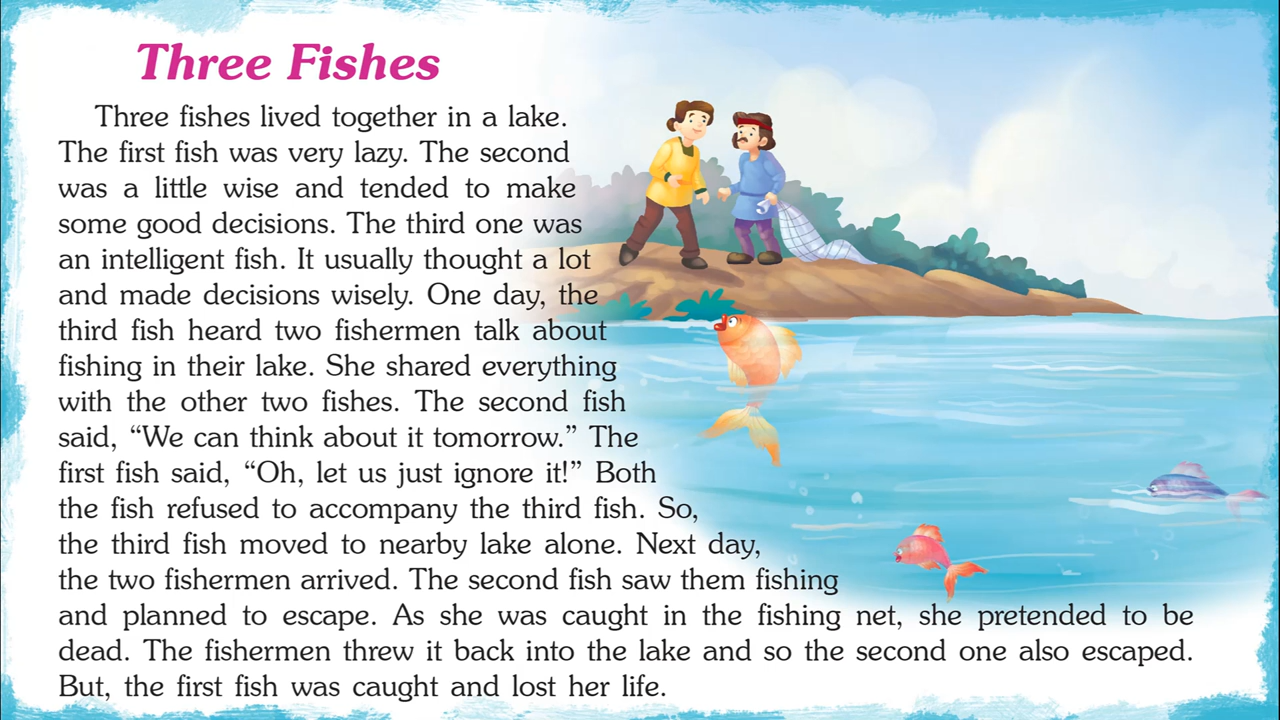 Three Fishes
Three fishes lived together in a lake.
The first fish was very lazy. The second
was a little wise and tended to make
some good decisions. The third one was
an intelligent fish. It usually thought a lot
and made decisions wisely. One day, the
third fish heard two fishermen talk about
fishing in their lake. She shared everything
with the other two fishes. The second fish
said, “We can think about it tomorrow.” The
first fish said, “Oh, let us just ignore it!” Both
the fish refused to accompany the third fish. So,
the third fish moved to nearby lake alone. Next day,
the two fishermen arrived. The second fish saw them fishing
and planned to escape. As she was caught in the fishing net, she pretended to be
dead. The fishermen threw it back into the lake and so the second one also escaped.
But, the first fish was caught and lost her life.